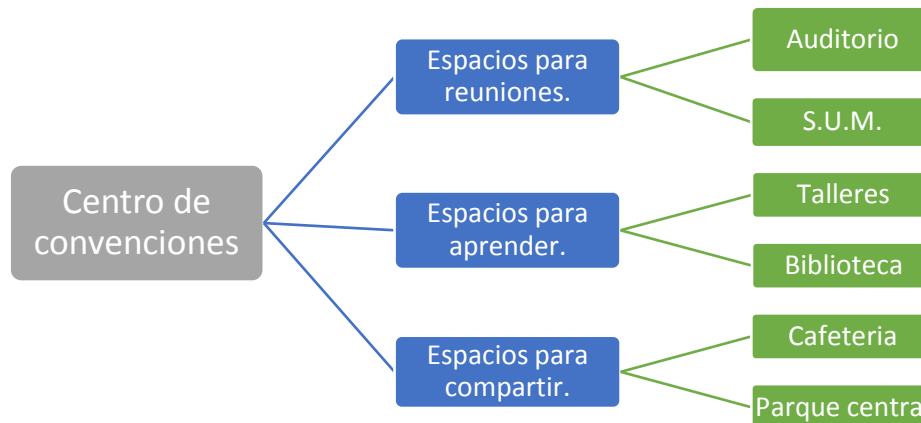 Centro de
convenciones
Espacios para
reuniones.
Auditorio
S.U.M.
Espacios para
aprender.
Talleres
Biblioteca
Espacios para
compartir.
Cafeteria
Parque centra